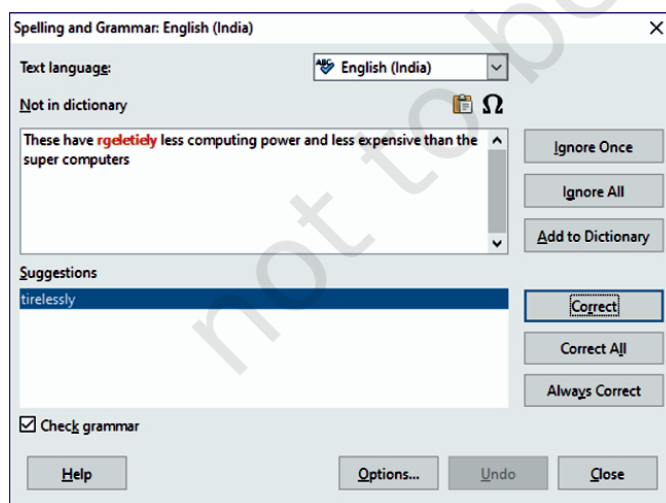 Spelling and Grammar: English (India)
Text language:
English (India)
Not in dictionary
These have rgeletiely less computing power and less expensive than the
super computers
Ignore Once
Ignore All
Add to Dictionary
Suggestions
tirelessly
Correct
Correct All
Always Correct
Check grammar
Help
Options...
Undo
Close
not to be